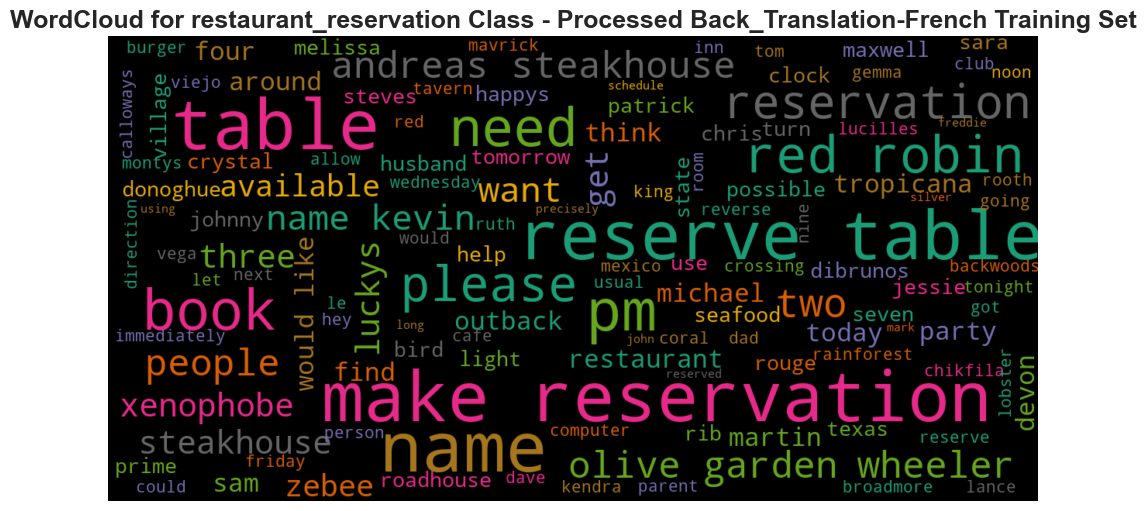 WordCloud for restaurant_reservation Class - Processed Back_Translation-French Training Set
burger
four
melissa
mavrick
inn
tom
maxwell
sara
andreas steakhouse
clock
gemma
club
noon
calloways
viejo
villlage
around
steves
tavern
happys
schedule
patrick
reservation
table
red
need
think
chris
turn
lucilles
freddie
montys
crystal
allow
husband
tomorrow
get
state
room
red robin
donoghue
available
wednesday
want
king
possible
tropicana
rooth
going
silver
direction
using
johnny
name kevin
ruth
precisely
reverse
nine
reserve table
vega
three
would like
would
help
luckys
let
next
mexico
use
crossing
dibrunos
backwoods
please
usual
michael
jessie
tonight
book
le
hey
long
outback
pm
seafood
two
seven
got
immediately
cafe
john
coral
dad
today
mark
party
people
find
bird
light
restaurant
rouge
rainforest
reserved
chikfila
lobster
devon
xenophobe
make reservation
steakhouse
person
name
computer
rib
martin
texas
reserve
prime
friday
olive garden wheeler
could
sam
zebee
roadhouse
dave
kendra
parent
broadmore
lance